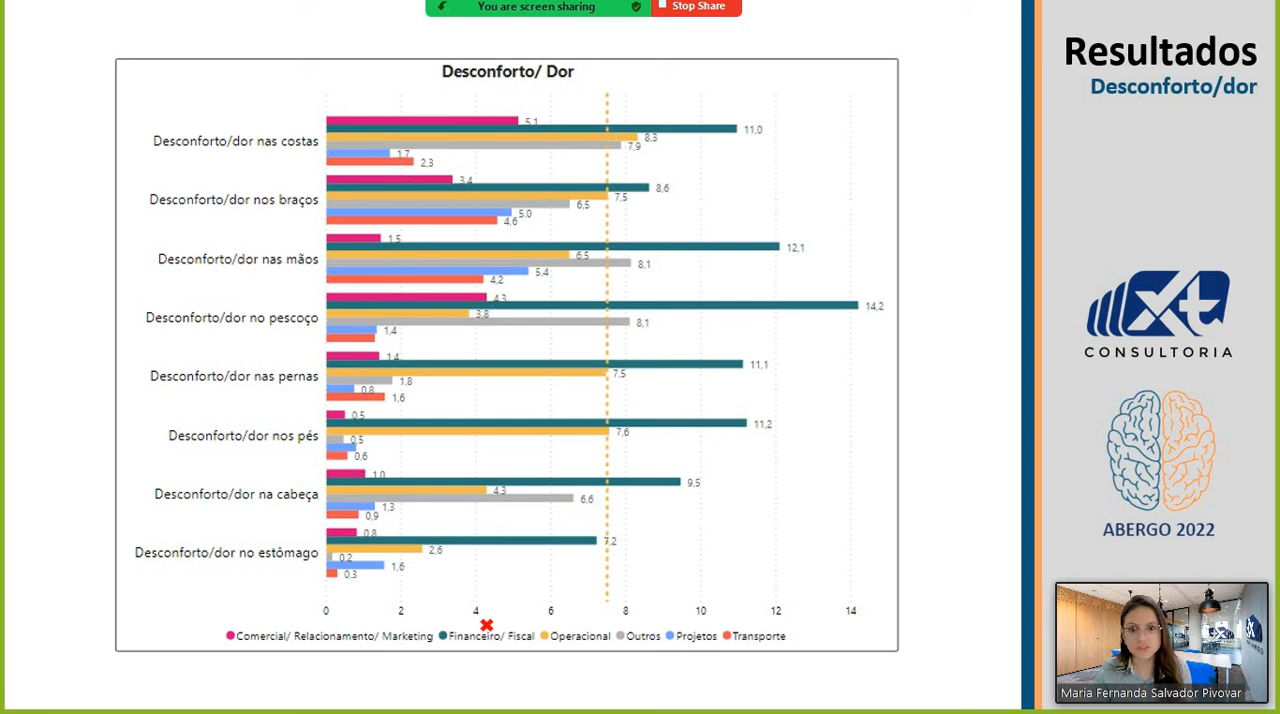 You are screen sharing
Stop Share
Resultados
Desconforto/dor
Desconforto/ Dor
Desconforto/dor nas costas
5,1
11,0
8,3
7,9
1,7
2,3
Desconforto/dor nos braços
3,4
8,6
7,5
6,5
5,0
4,6
Desconforto/dor nas mãos
1,5
12,1
6,5
8,1
5,4
4,2
Desconforto/dor no pescoço
4,3
14,2
3,8
8,1
1,4
Desconforto/dor nas pernas
1,4
11,1
7,5
1,8
0,8
1,6
Desconforto/dor nos pés
0,5
11,2
7,6
0,5
0,6
Desconforto/dor na cabeça
1,0
9,5
4,3
6,6
1,3
0,9
Desconforto/dor no estômago
0,8
7,2
2,6
0,2
1,6
0,3
0 2 4 6 8 10 12 14
Comercial/ Relacionamento/ Marketing Financeiro/ Fiscal Operacional Outros Projetos Transporte
xt
CONSULTORIA
ABERGO 2022
Maria Fernanda Salvador Pivovar